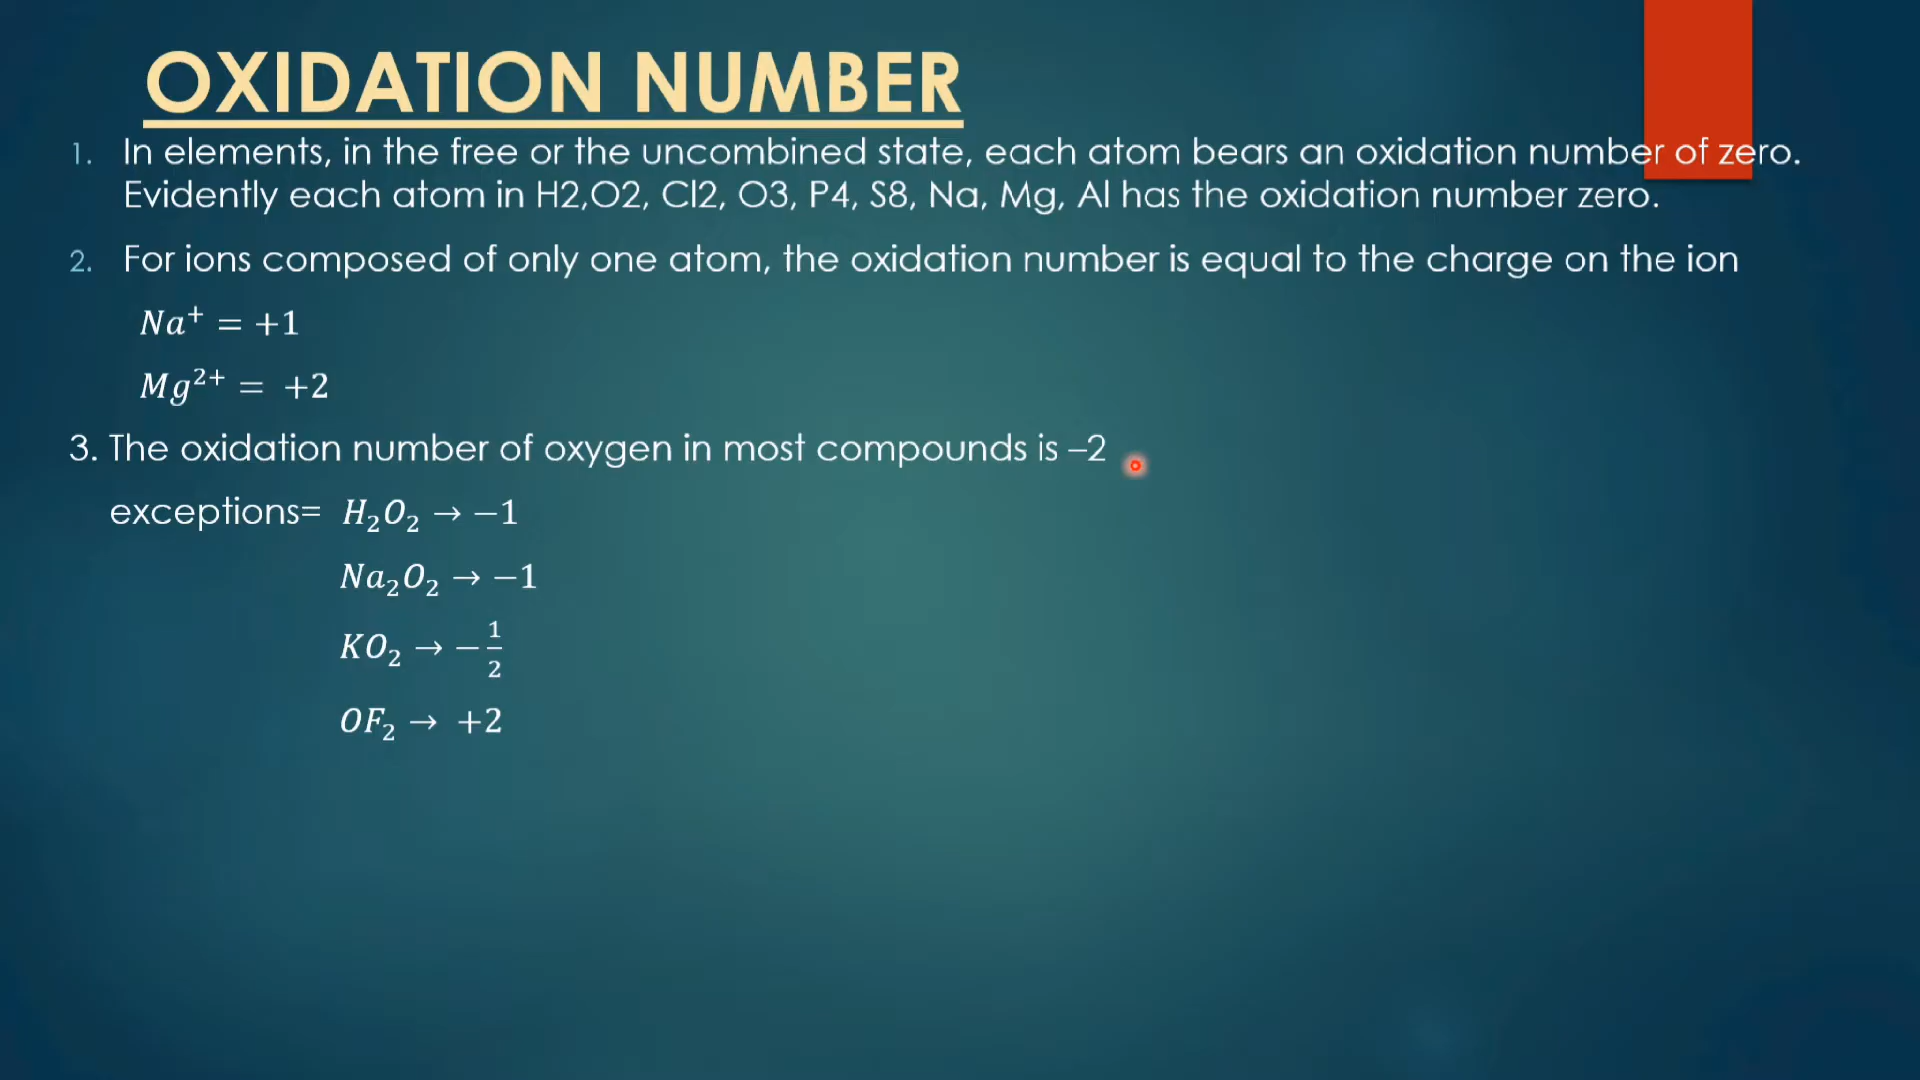 OXIDATION NUMBER
1. In elements, in the free or the uncombined state, each atom bears an oxidation number of zero.
Evidently each atom in H2,O2, Cl2, O3, P4, S8, Na, Mg, Al has the oxidation number zero.
2. For ions composed of only one atom, the oxidation number is equal to the charge on the ion
Na⁺ = +1
Mg²⁺ = +2
3. The oxidation number of oxygen in most compounds is –2
exceptions= H₂O₂ → −1
Na₂O₂ → −1
KO₂ → −1/2
OF₂ → +2